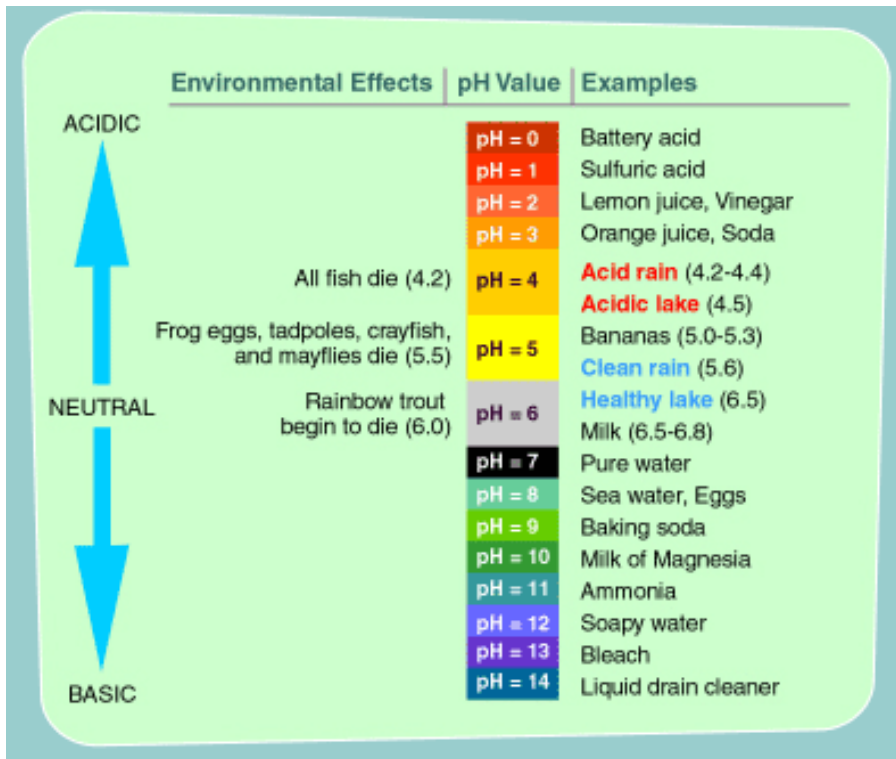 Environmental Effects pH Value Examples
ACIDIC
pH = 0 Battery acid
pH = 1 Sulfuric acid
pH = 2 Lemon juice, Vinegar
pH = 3 Orange juice, Soda
All fish die (4.2) pH = 4 Acid rain (4.2-4.4)
Acidic lake (4.5)
Frog eggs, tadpoles, crayfish,
and mayflies die (5.5) pH = 5 Bananas (5.0-5.3)
Clean rain (5.6)
NEUTRAL
Rainbow trout
begin to die (6.0) pH = 6 Healthy lake (6.5)
Milk (6.5-6.8)
pH = 7 Pure water
pH = 8 Sea water, Eggs
pH = 9 Baking soda
pH = 10 Milk of Magnesia
pH = 11 Ammonia
pH = 12 Soapy water
pH = 13 Bleach
pH = 14 Liquid drain cleaner
BASIC